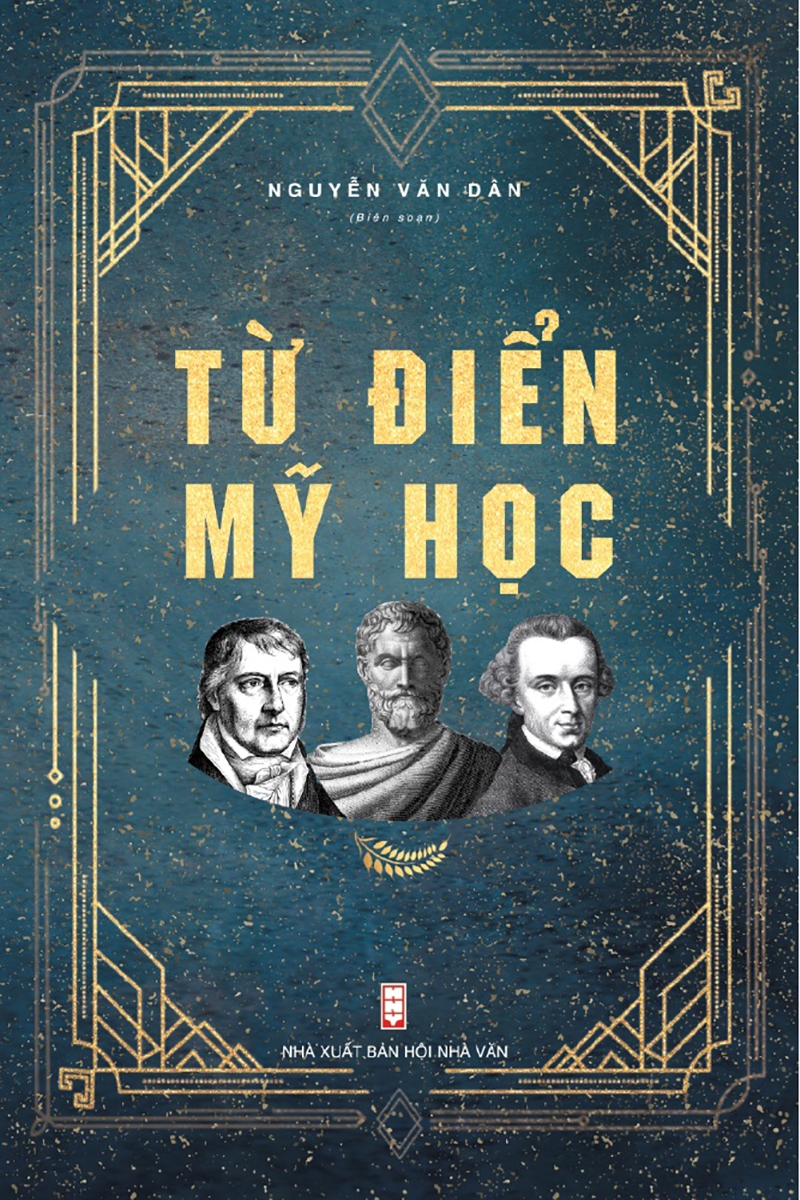 NGUYỄN VĂN DÂN
(Biên soạn)
TỪ ĐIỂN
MỸ HỌC
NHÀ XUẤT BẢN HỘI NHÀ VĂN